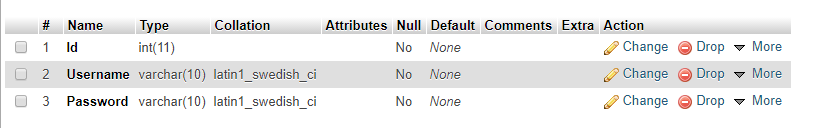 # Name Type Collation Attributes Null Default Comments Extra Action
1 Id int(11) No None Change Drop More
2 Username varchar(10) latin1_swedish_ci No None Change Drop More
3 Password varchar(10) latin1_swedish_ci No None Change Drop More